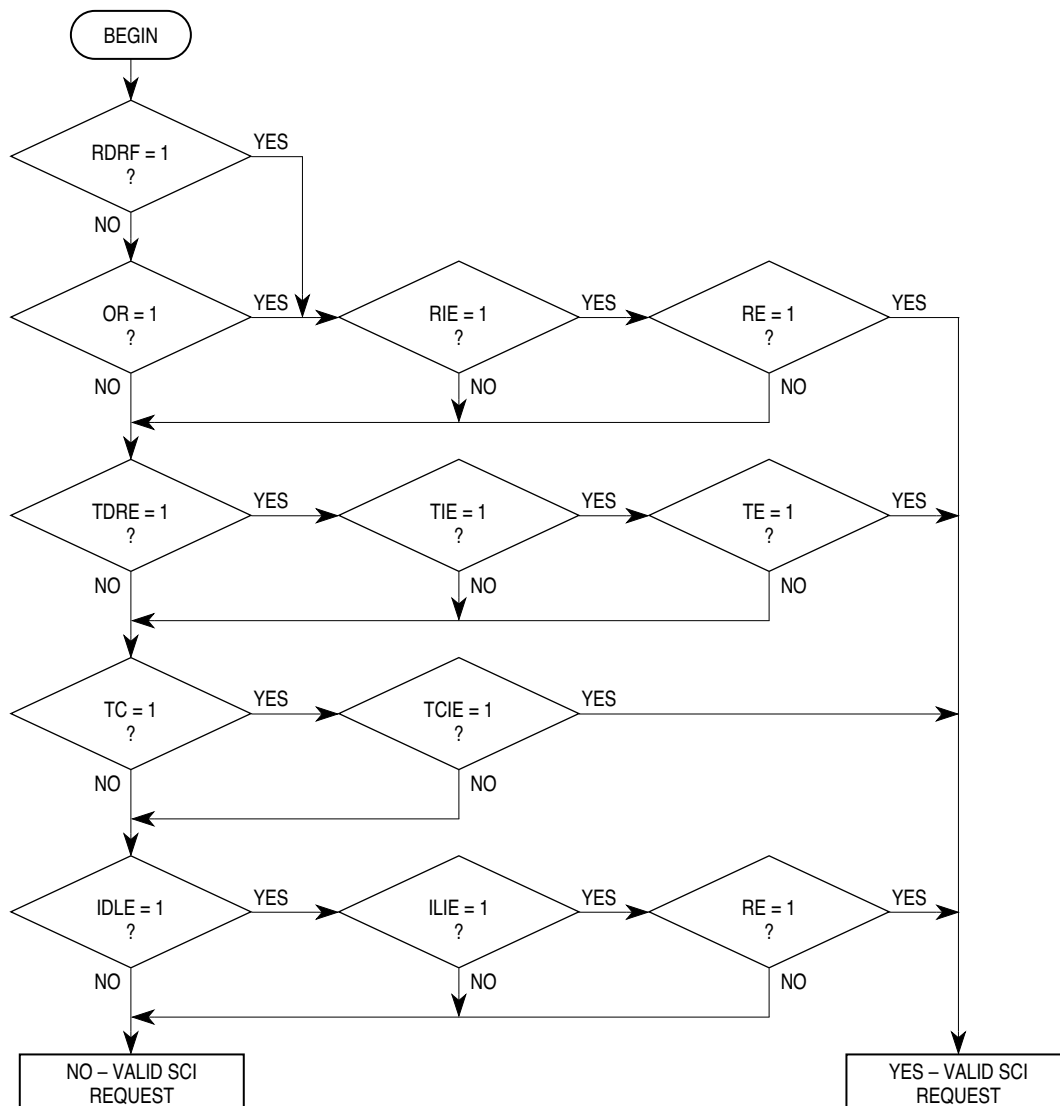 BEGIN
RDRF = 1
?
YES
NO
OR = 1
?
YES
NO
RIE = 1
?
YES
NO
RE = 1
?
YES
NO
TDRE = 1
?
YES
NO
TIE = 1
?
YES
NO
TE = 1
?
YES
NO
TC = 1
?
YES
NO
TCIE = 1
?
YES
NO
IDLE = 1
?
YES
NO
ILIE = 1
?
YES
NO
RE = 1
?
YES
NO
NO – VALID SCI
REQUEST
YES – VALID SCI
REQUEST